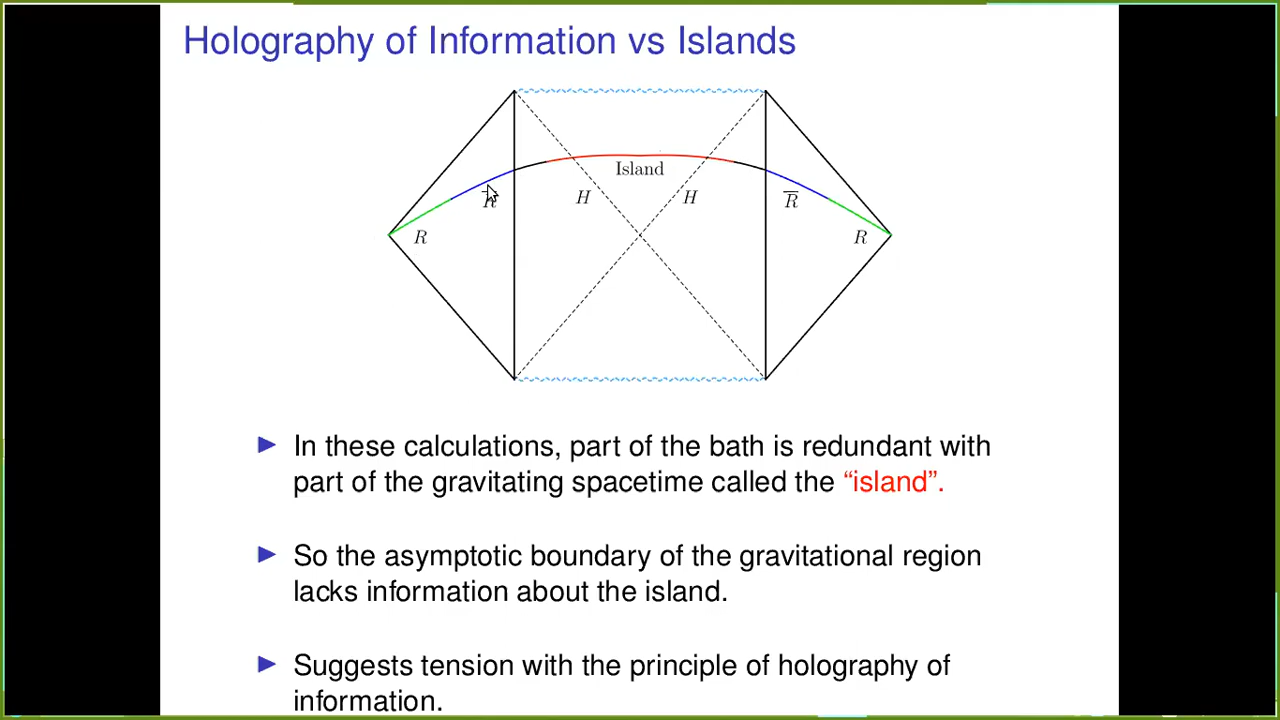 Holography of Information vs Islands
Island
H
H
R̅
R̅
R
R
In these calculations, part of the bath is redundant with
part of the gravitating spacetime called the “island”.
So the asymptotic boundary of the gravitational region
lacks information about the island.
Suggests tension with the principle of holography of
information.